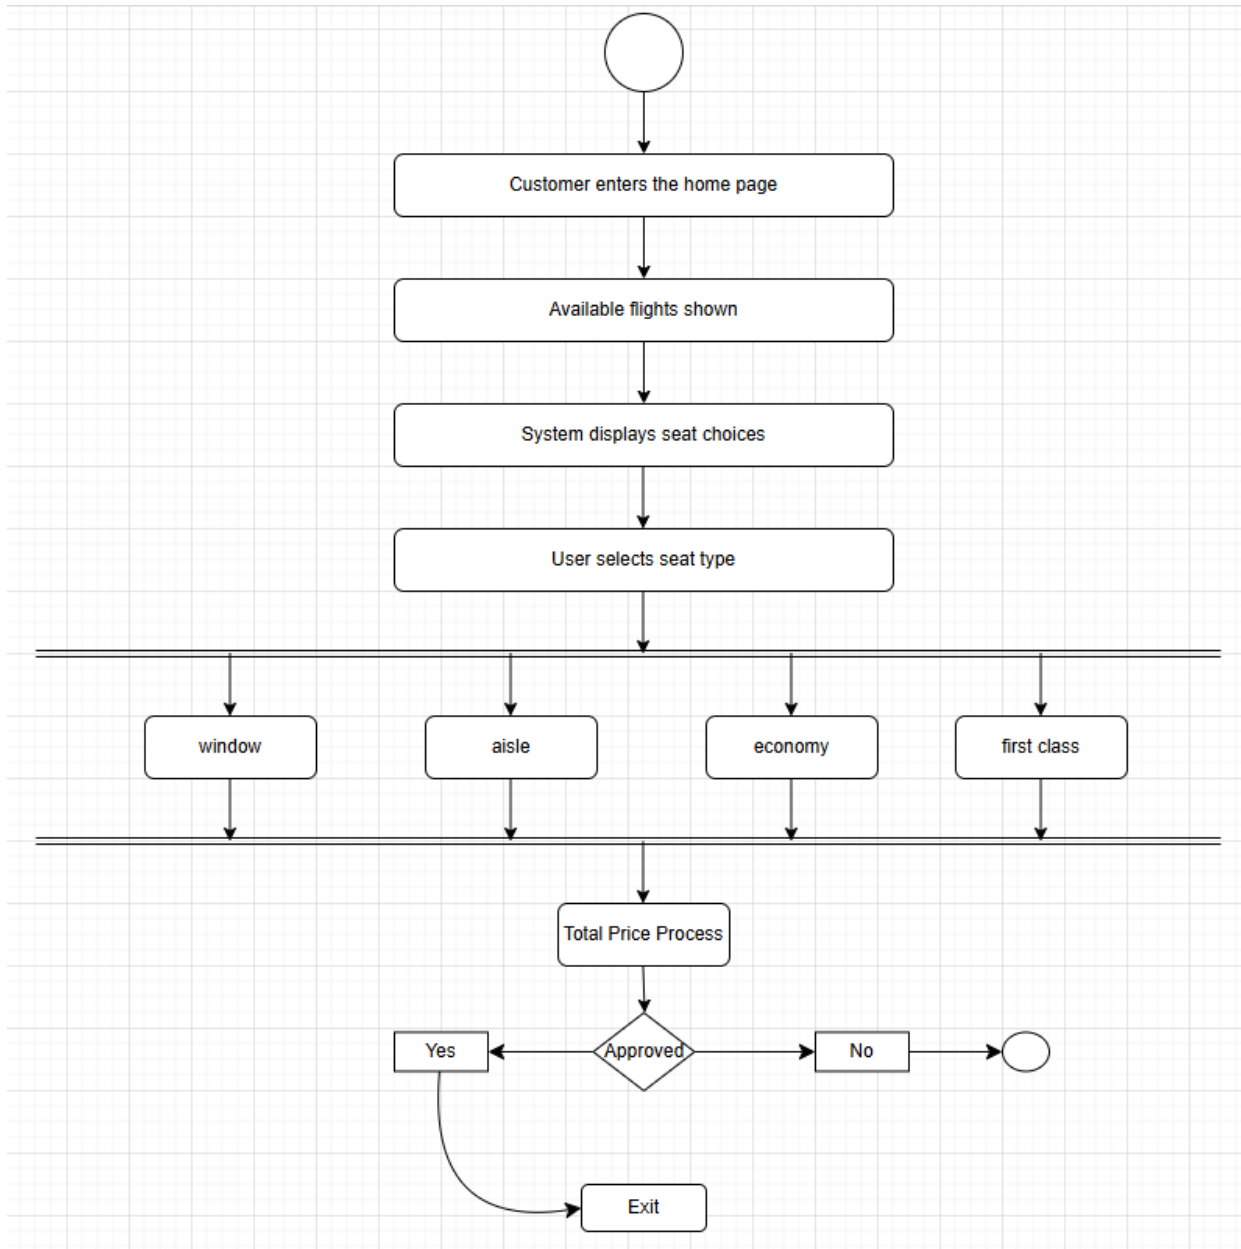 Customer enters the home page
Available flights shown
System displays seat choices
User selects seat type
window
aisle
economy
first class
Total Price Process
Yes
Approved
No
Exit